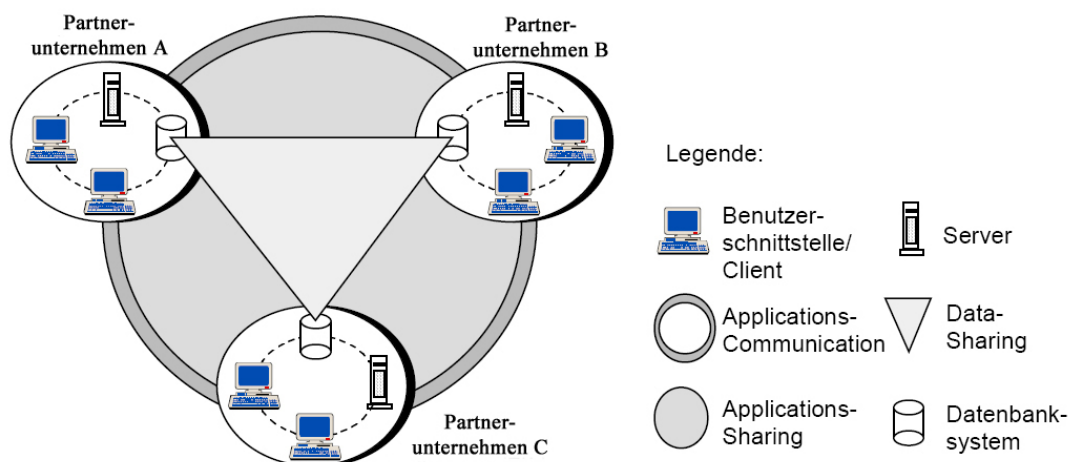 Partner-
unternehmen A
Partner-
unternehmen B
Partner-
unternehmen C
Legende:
Benutzer-
schnittstelle/
Client
Server
Applications-
Communication
Data-
Sharing
Applications-
Sharing
Datenbank-
system